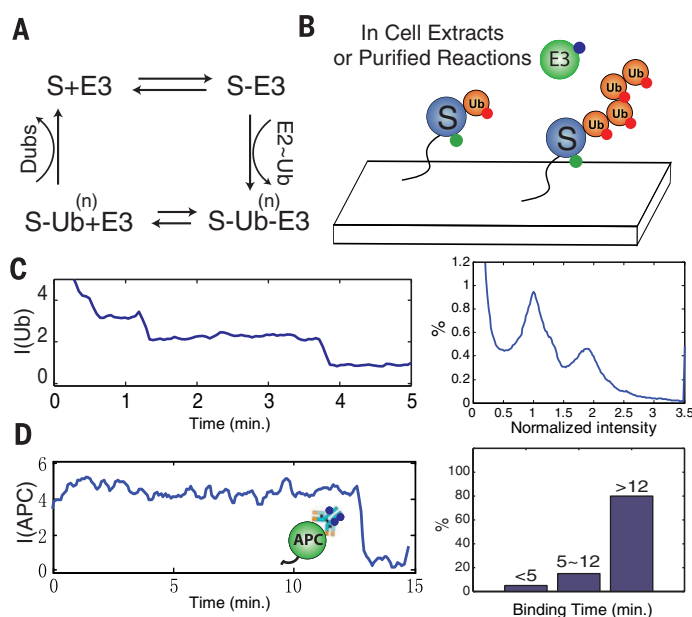 A
S+E3
S-E3
Dubs
E2~Ub
(n)
(n)
S-Ub+E3
S-Ub-E3
B
In Cell Extracts
or Purified Reactions
E3
S
Ub
S
Ub
Ub
Ub
Ub
C
I(Ub)
4
2
0
0
1
2
3
4
5
Time (min.)
%
1.2
1
0.8
0.6
0.4
0.2
0
0.5
1
1.5
2
2.5
3
3.5
Normalized intensity
D
I(APC)
6
4
2
0
0
5
10
15
APC
Time (min.)
%
100
80
60
40
20
0
<5
5~12
>12
Binding Time (min.)